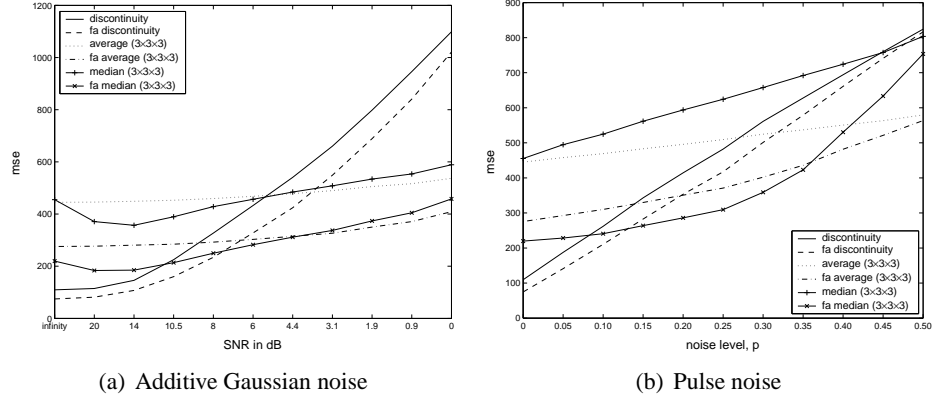 discontinuity
fa discontinuity
average (3×3×3)
fa average (3×3×3)
median (3×3×3)
fa median (3×3×3)
1200
1000
800
600
400
200
0
mse
infinity 20 14 10.5 8 6 4.4 3.1 1.9 0.9 0
SNR in dB
(a) Additive Gaussian noise
900
800
700
600
500
400
300
200
100
0
mse
discontinuity
fa discontinuity
average (3×3×3)
fa average (3×3×3)
median (3×3×3)
fa median (3×3×3)
0 0.05 0.10 0.15 0.20 0.25 0.30 0.35 0.40 0.45 0.50
noise level, p
(b) Pulse noise